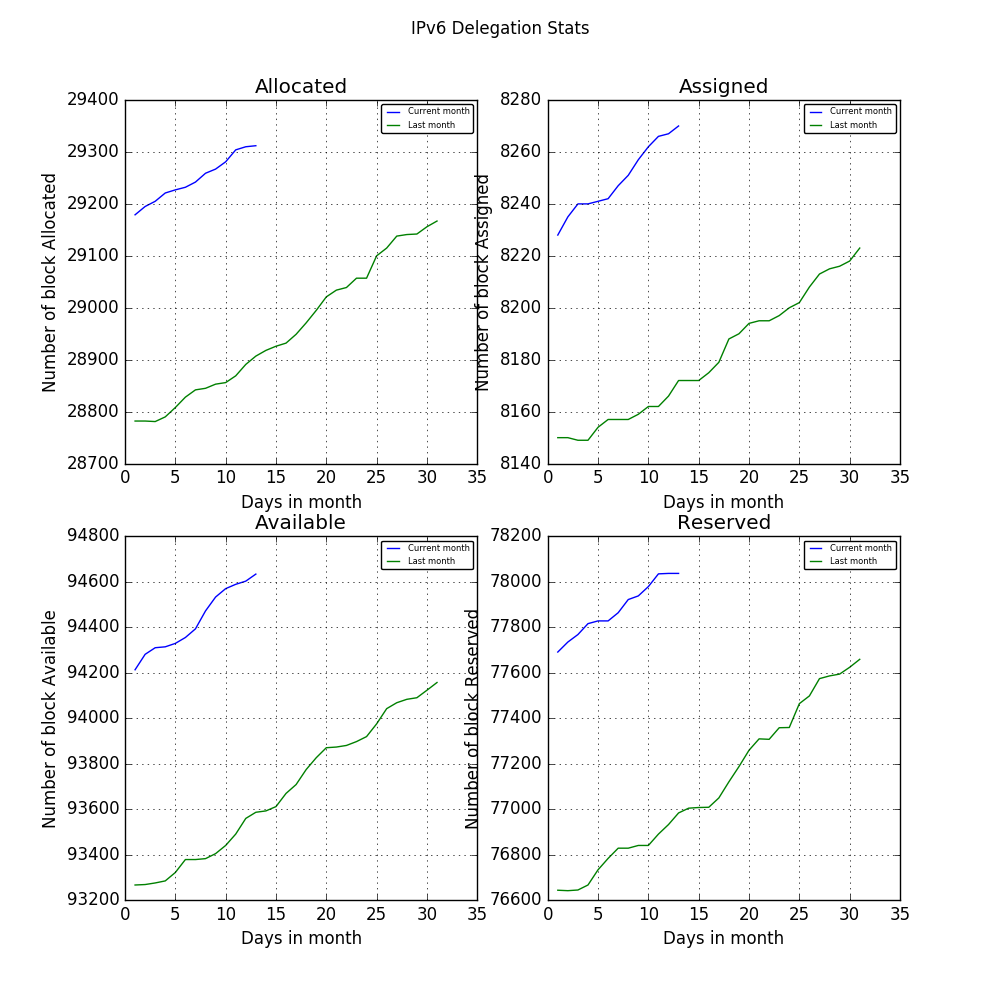 IPv6 Delegation Stats
Allocated
Number of block Allocated
29400
29300
29200
29100
29000
28900
28800
28700
0 5 10 15 20 25 30 35
Days in month
Current month
Last month
Assigned
Number of block Assigned
8280
8260
8240
8220
8200
8180
8160
8140
0 5 10 15 20 25 30 35
Days in month
Current month
Last month
Available
Number of block Available
94800
94600
94400
94200
94000
93800
93600
93400
93200
0 5 10 15 20 25 30 35
Days in month
Current month
Last month
Reserved
Number of block Reserved
78200
78000
77800
77600
77400
77200
77000
76800
76600
0 5 10 15 20 25 30 35
Days in month
Current month
Last month